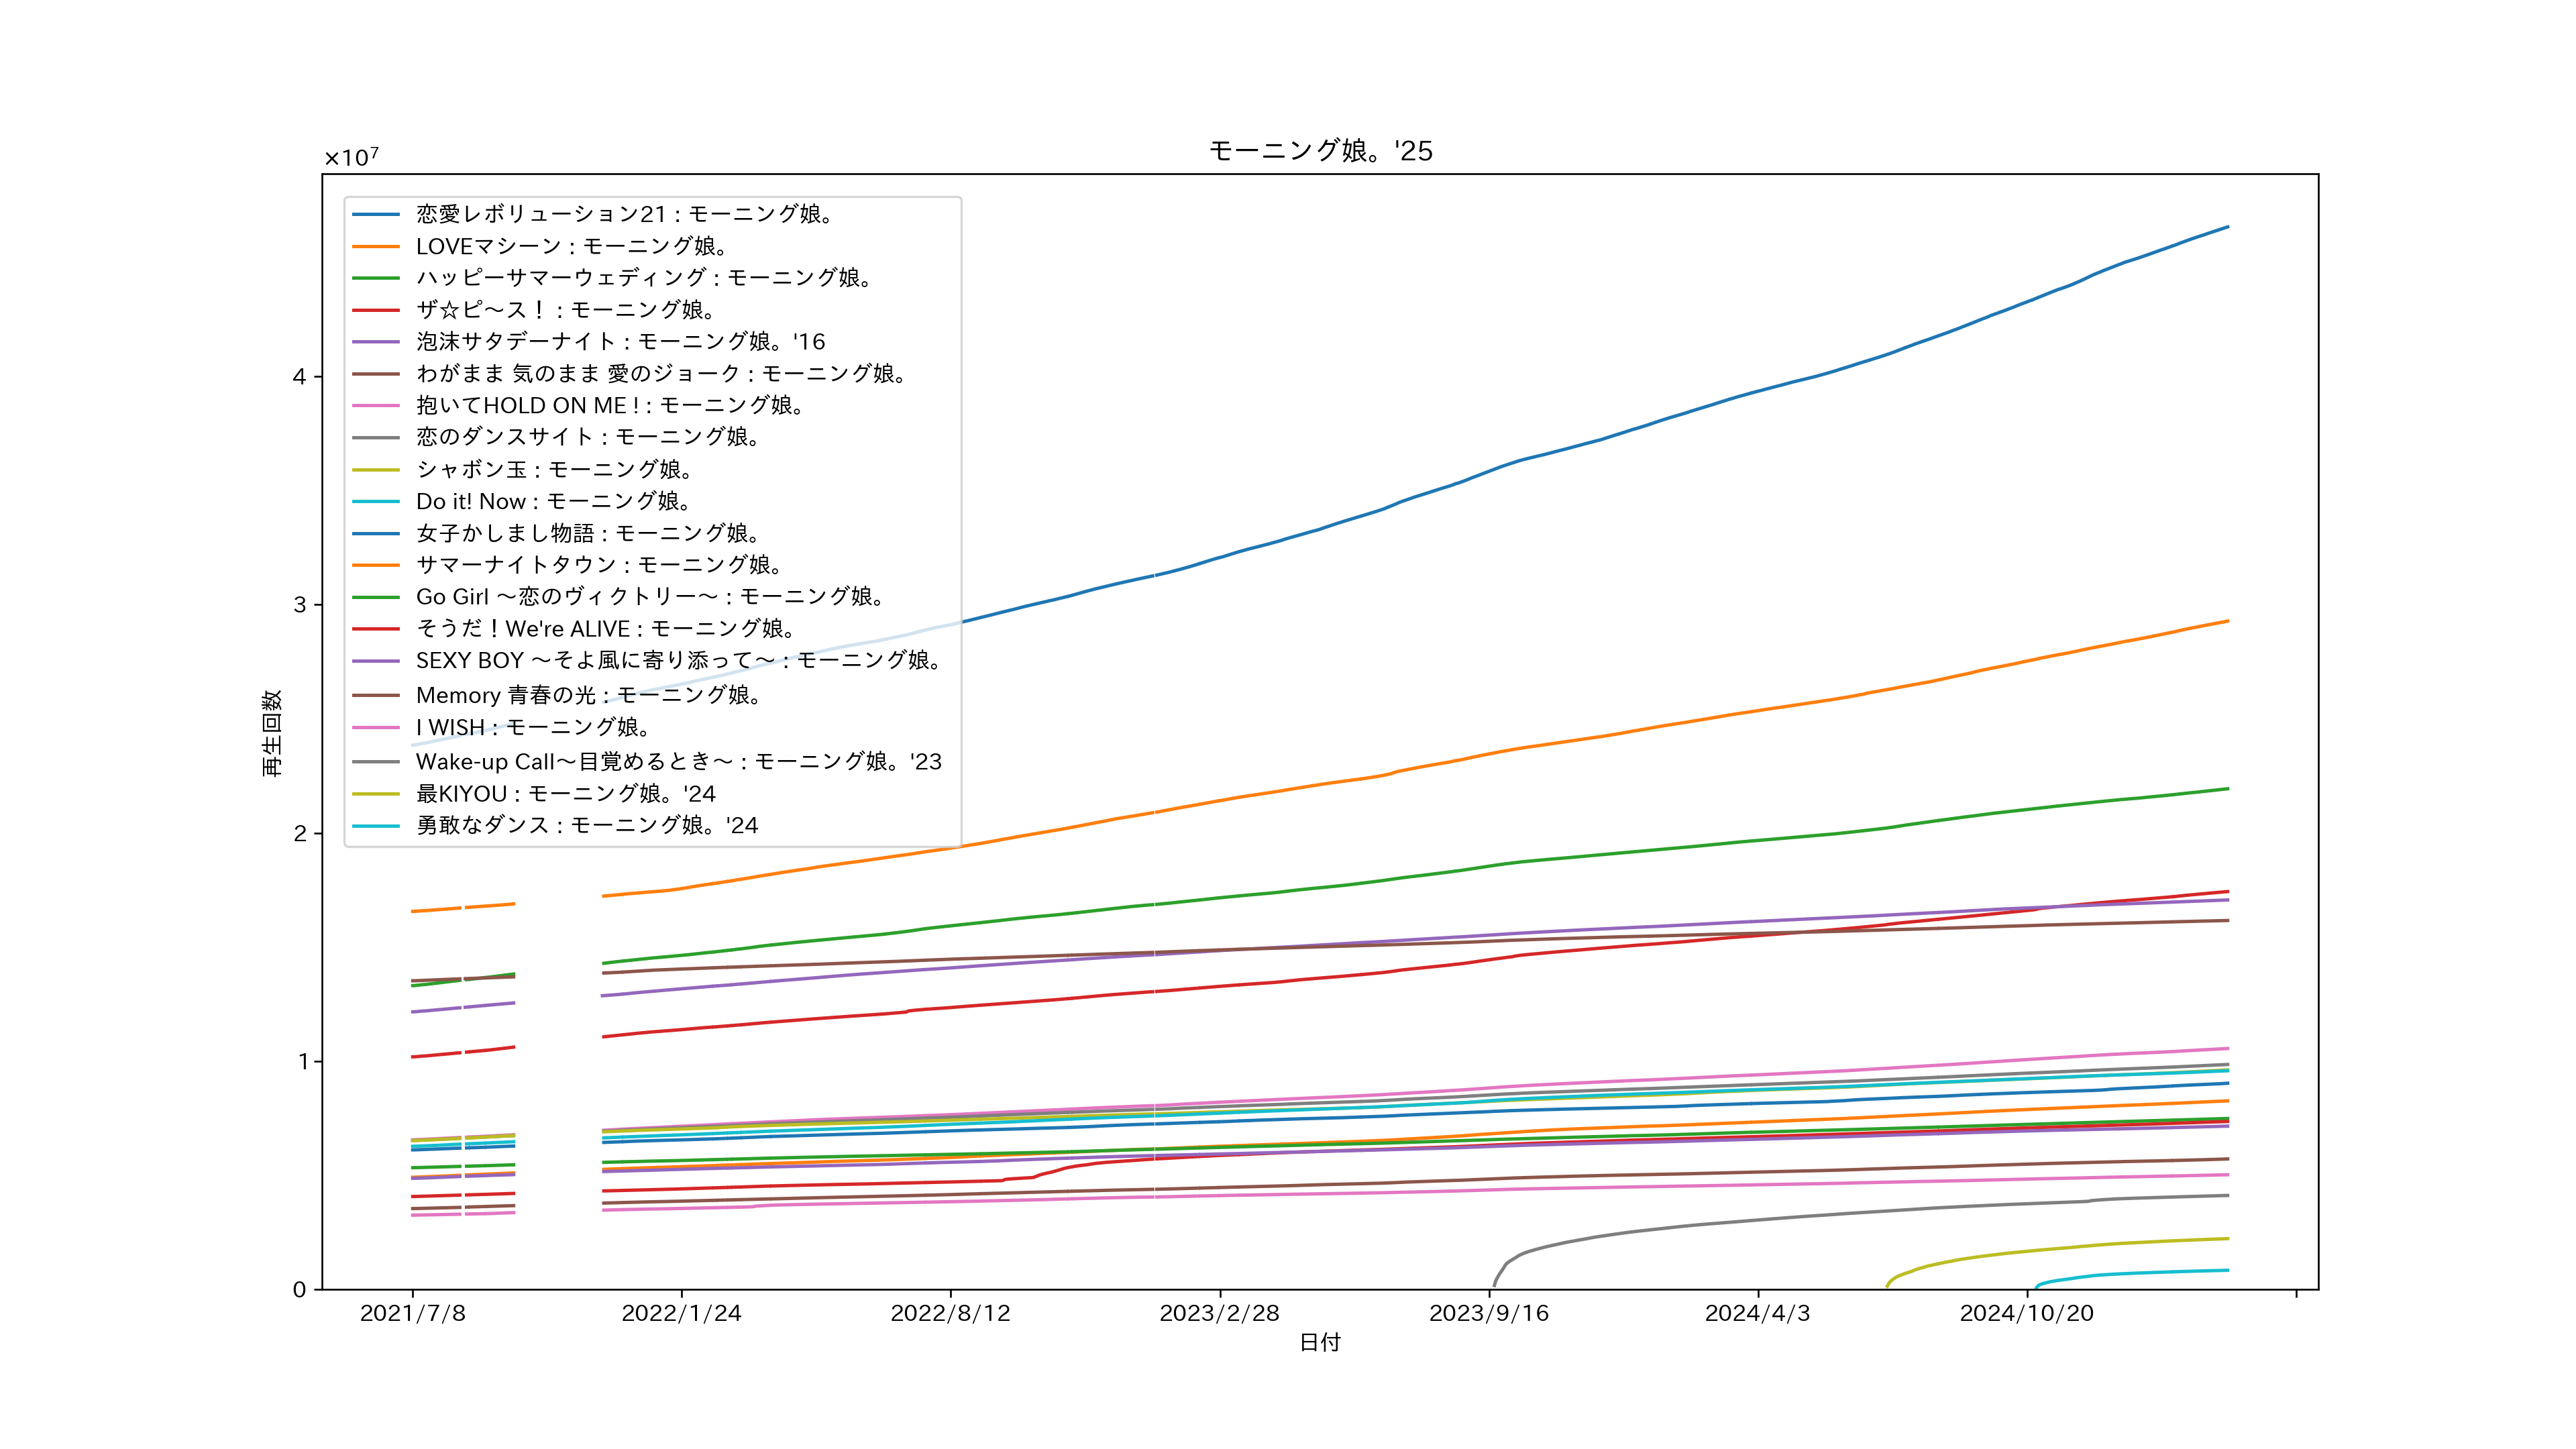 モーニング娘。'25
×10⁷
恋愛レボリューション21 : モーニング娘。
LOVEマシーン : モーニング娘。
ハッピーサマーウェディング : モーニング娘。
ザ☆ピ〜ス! : モーニング娘。
泡沫サタデーナイト : モーニング娘。'16
わがまま 気のまま 愛のジョーク : モーニング娘。
抱いてHOLD ON ME ! : モーニング娘。
恋のダンスサイト : モーニング娘。
シャボン玉 : モーニング娘。
Do it! Now : モーニング娘。
女子かしまし物語 : モーニング娘。
サマーナイトタウン : モーニング娘。
Go Girl 〜恋のヴィクトリー〜 : モーニング娘。
そうだ!We're ALIVE : モーニング娘。
SEXY BOY 〜そよ風に寄り添って〜 : モーニング娘。
Memory 青春の光 : モーニング娘。
I WISH : モーニング娘。
Wake-up Call〜目覚めるとき〜 : モーニング娘。'23
最KIYOU : モーニング娘。'24
勇敢なダンス : モーニング娘。'24
再生回数
4
3
2
1
0
2021/7/8
2022/1/24
2022/8/12
2023/2/28
2023/9/16
2024/4/3
2024/10/20
日付